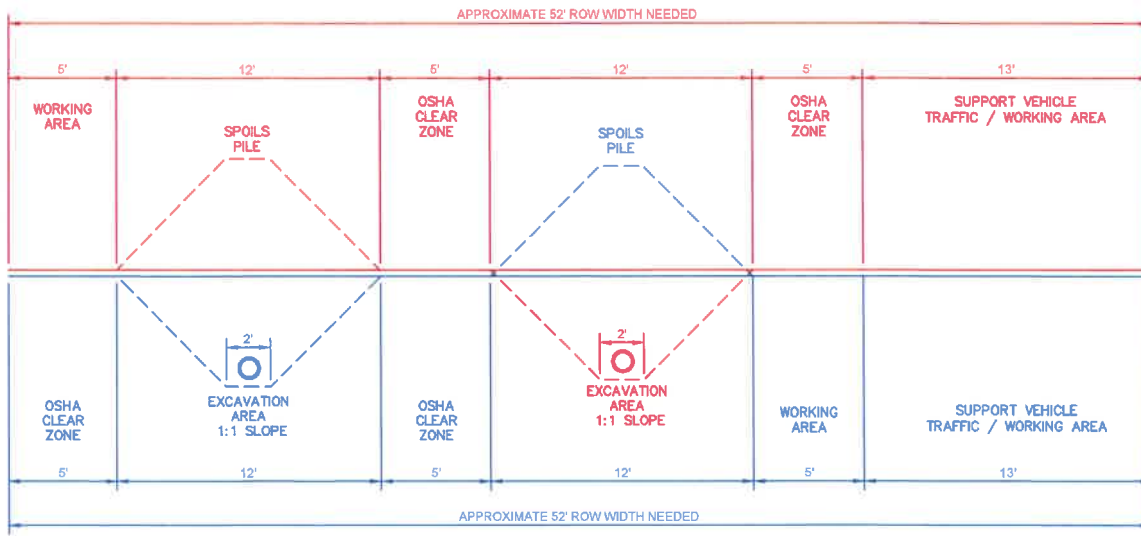 APPROXIMATE 52' ROW WIDTH NEEDED
5' 12' 5' 12' 5' 13'
WORKING
AREA
SPOILS
PILE
OSHA
CLEAR
ZONE
SPOILS
PILE
OSHA
CLEAR
ZONE
SUPPORT VEHICLE
TRAFFIC / WORKING AREA
2'
EXCAVATION
AREA
1:1 SLOPE
2'
EXCAVATION
AREA
1:1 SLOPE
OSHA
CLEAR
ZONE
OSHA
CLEAR
ZONE
WORKING
AREA
SUPPORT VEHICLE
TRAFFIC / WORKING AREA
5' 12' 5' 12' 5' 13'
APPROXIMATE 52' ROW WIDTH NEEDED